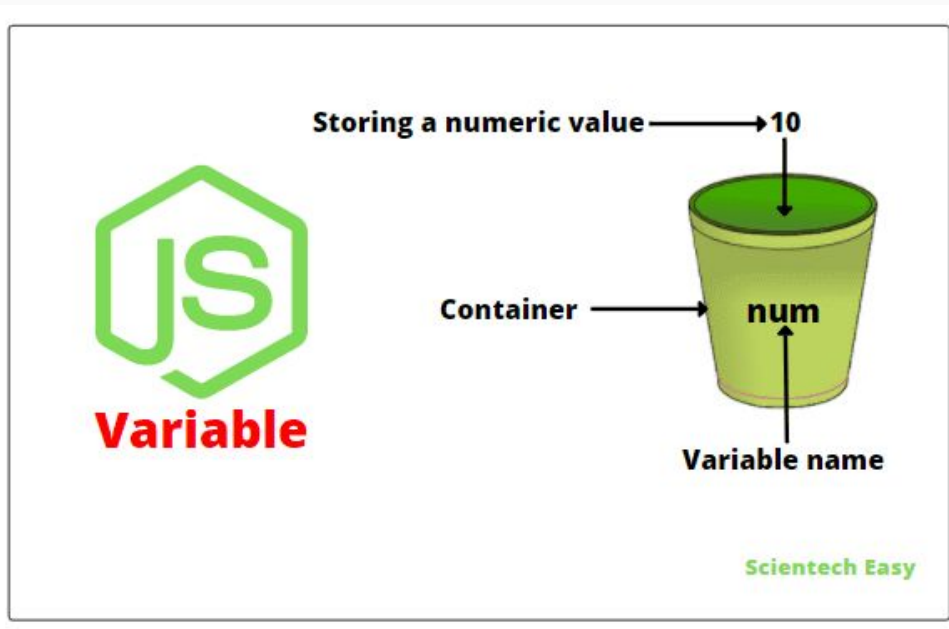 Storing a numeric value
10
JS
Container
num
Variable
Variable name
Scientech Easy